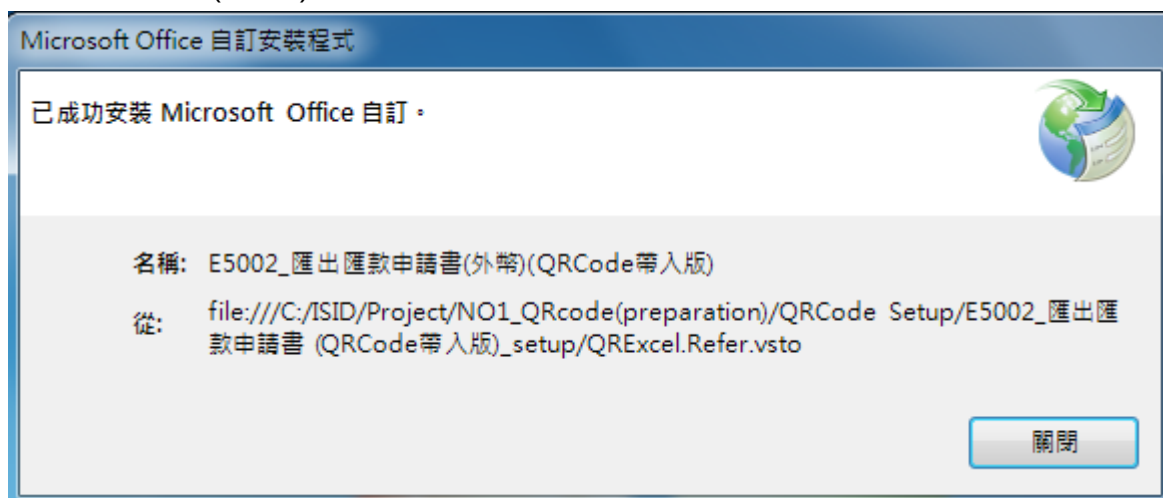 Microsoft Office 自訂安裝程式
已成功安裝 Microsoft Office 自訂。
名稱: E5002_匯出匯款申請書(外幣)(QRCode帶入版)
從: file:///C:/ISID/Project/NO1_QRcode(preparation)/QRCode Setup/E5002_匯出匯
款申請書 (QRCode帶入版)_setup/QRExcel.Refer.vsto
關閉